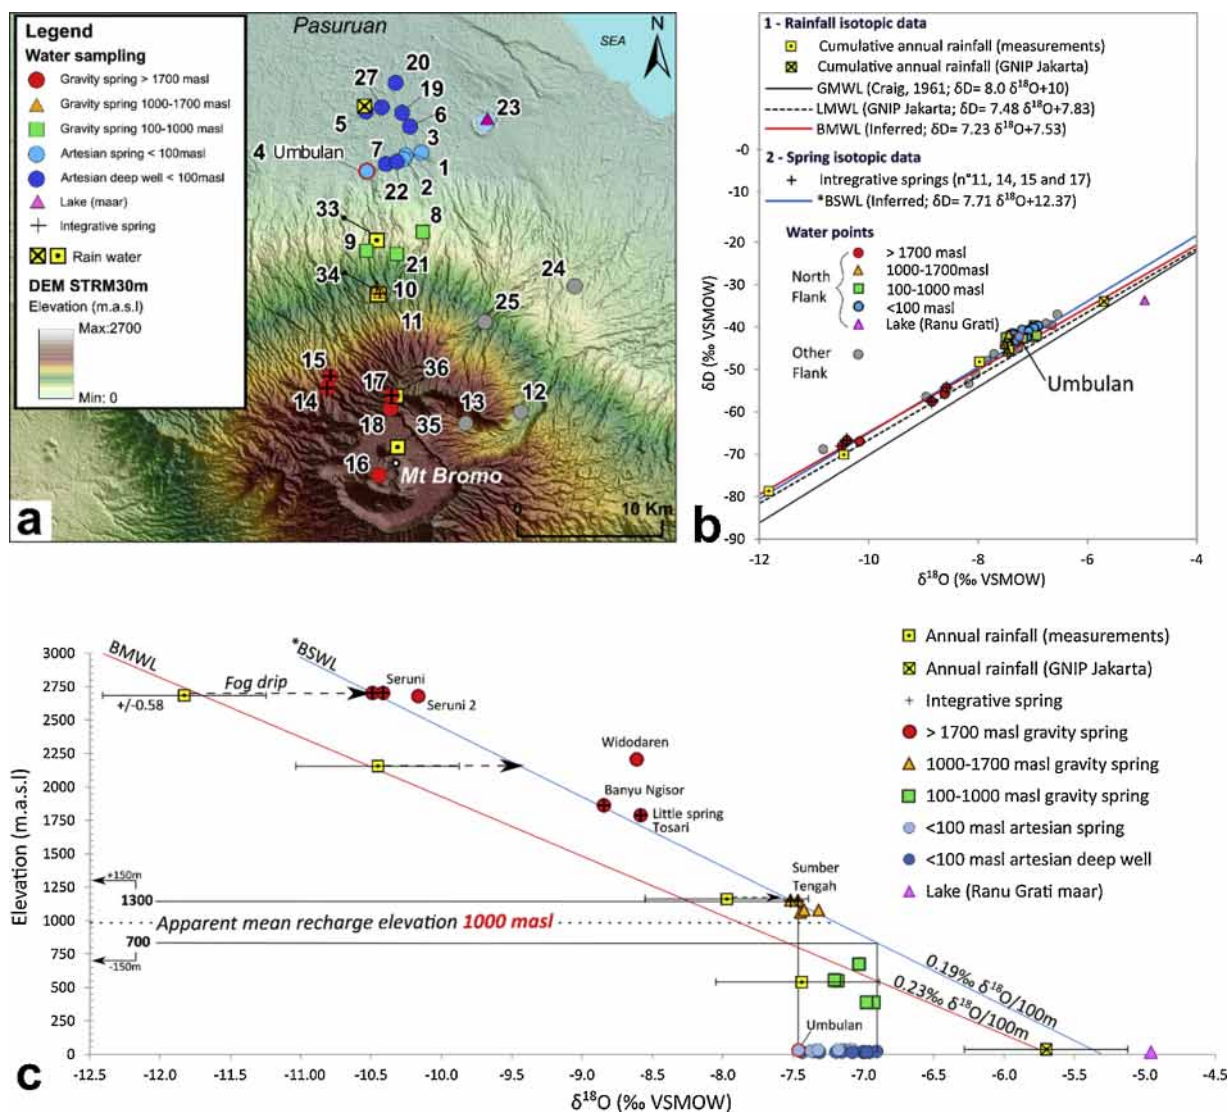 Legend
Water sampling
Gravity spring > 1700 masl
Gravity spring 1000-1700 masl
Gravity spring 100-1000 masl
Artesian spring < 100masl
Artesian deep well < 100masl
Lake (maar)
Integrative spring
Rain water
DEM STRM30m
Elevation (m.a.s.l)
Max:2700
Min: 0
Pasuruan
SEA
N
20
27
19
23
5
6
3
4 Umbulan
7
1
22
2
33
8
9
21
24
34
10
25
11
15
36
17
12
14
13
18
35
16
Mt Bromo
0
10 Km
a
1 - Rainfall isotopic data
Cumulative annual rainfall (measurements)
Cumulative annual rainfall (GNIP Jakarta)
GMWL (Craig, 1961; δD= 8.0 δ18O+10)
LMWL (GNIP Jakarta; δD= 7.48 δ18O+7.83)
BMWL (Inferred; δD= 7.23 δ18O+7.53)
2 - Spring isotopic data
Intregrative springs (n°11, 14, 15 and 17)
*BSWL (Inferred; δD= 7.71 δ18O+12.37)
Water points
North Flank
> 1700 masl
1000-1700masl
100-1000 masl
<100 masl
Lake (Ranu Grati)
Other Flank
Umbulan
-0
-10
-20
-30
-40
-50
-60
-70
-80
-90
δD (‰ VSMOW)
-12
-10
-8
-6
-4
δ18O (‰ VSMOW)
b
BMWL
*BSWL
3000
2750
2500
2250
2000
1750
1500
1250
1000
750
500
250
0
Elevation (m.a.s.l)
Fog drip
+/-0.58
Seruni
Seruni 2
Widodaren
Banyu Ngisor
Little spring
Tosari
Sumber
Tengah
+150m
1300
Apparent mean recharge elevation 1000 masl
700
-150m
Umbulan
0.19‰ δ18O/100m
0.23‰ δ18O/100m
Annual rainfall (measurements)
Annual rainfall (GNIP Jakarta)
Integrative spring
> 1700 masl gravity spring
1000-1700 masl gravity spring
100-1000 masl gravity spring
<100 masl artesian spring
<100 masl artesian deep well
Lake (Ranu Grati maar)
c
-12.5
-12.0
-11.5
-11.0
-10.5
-10.0
-9.5
-9.0
-8.5
-8.0
-7.5
-7.0
-6.5
-6.0
-5.5
-5.0
-4.5
δ18O (‰ VSMOW)